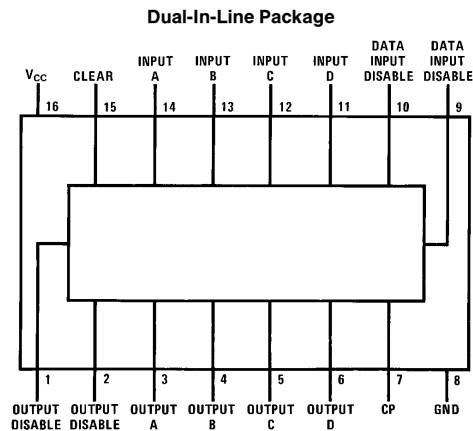 Dual-In-Line Package
DATA DATA
INPUT INPUT INPUT INPUT INPUT INPUT
V_CC CLEAR A B C D DISABLE DISABLE
16 15 14 13 12 11 10 9
1 2 3 4 5 6 7 8
OUTPUT OUTPUT OUTPUT OUTPUT OUTPUT OUTPUT CP GND
DISABLE DISABLE A B C D